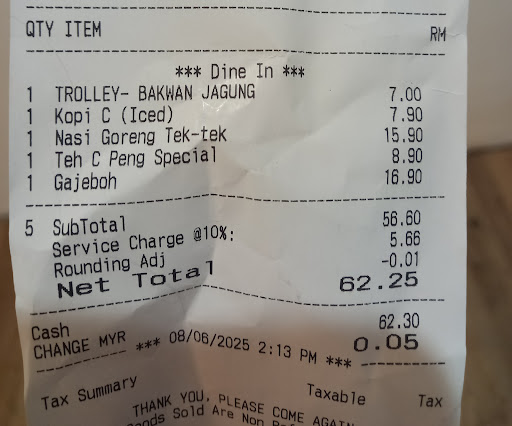 QTY ITEM RM
*** Dine In ***
1 TROLLEY- BAKWAN JAGUNG 7.00
1 Kopi C (Iced) 7.90
1 Nasi Goreng Tek-tek 15.90
1 Teh C Peng Special 8.90
1 Gajeboh 16.90
5 SubTotal 56.60
Service Charge @10%: 5.66
Rounding Adj -0.01
Net Total 62.25
Cash 62.30
CHANGE MYR 0.05
*** 08/06/2025 2:13 PM ***
Tax Summary Taxable Tax
THANK YOU, PLEASE COME AGAIN
Sold Are Non